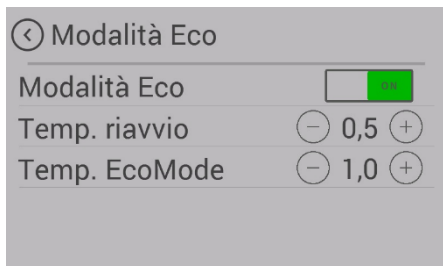 Modalità Eco
Modalità Eco ON
Temp. riavvio - 0,5 +
Temp. EcoMode - 1,0 +